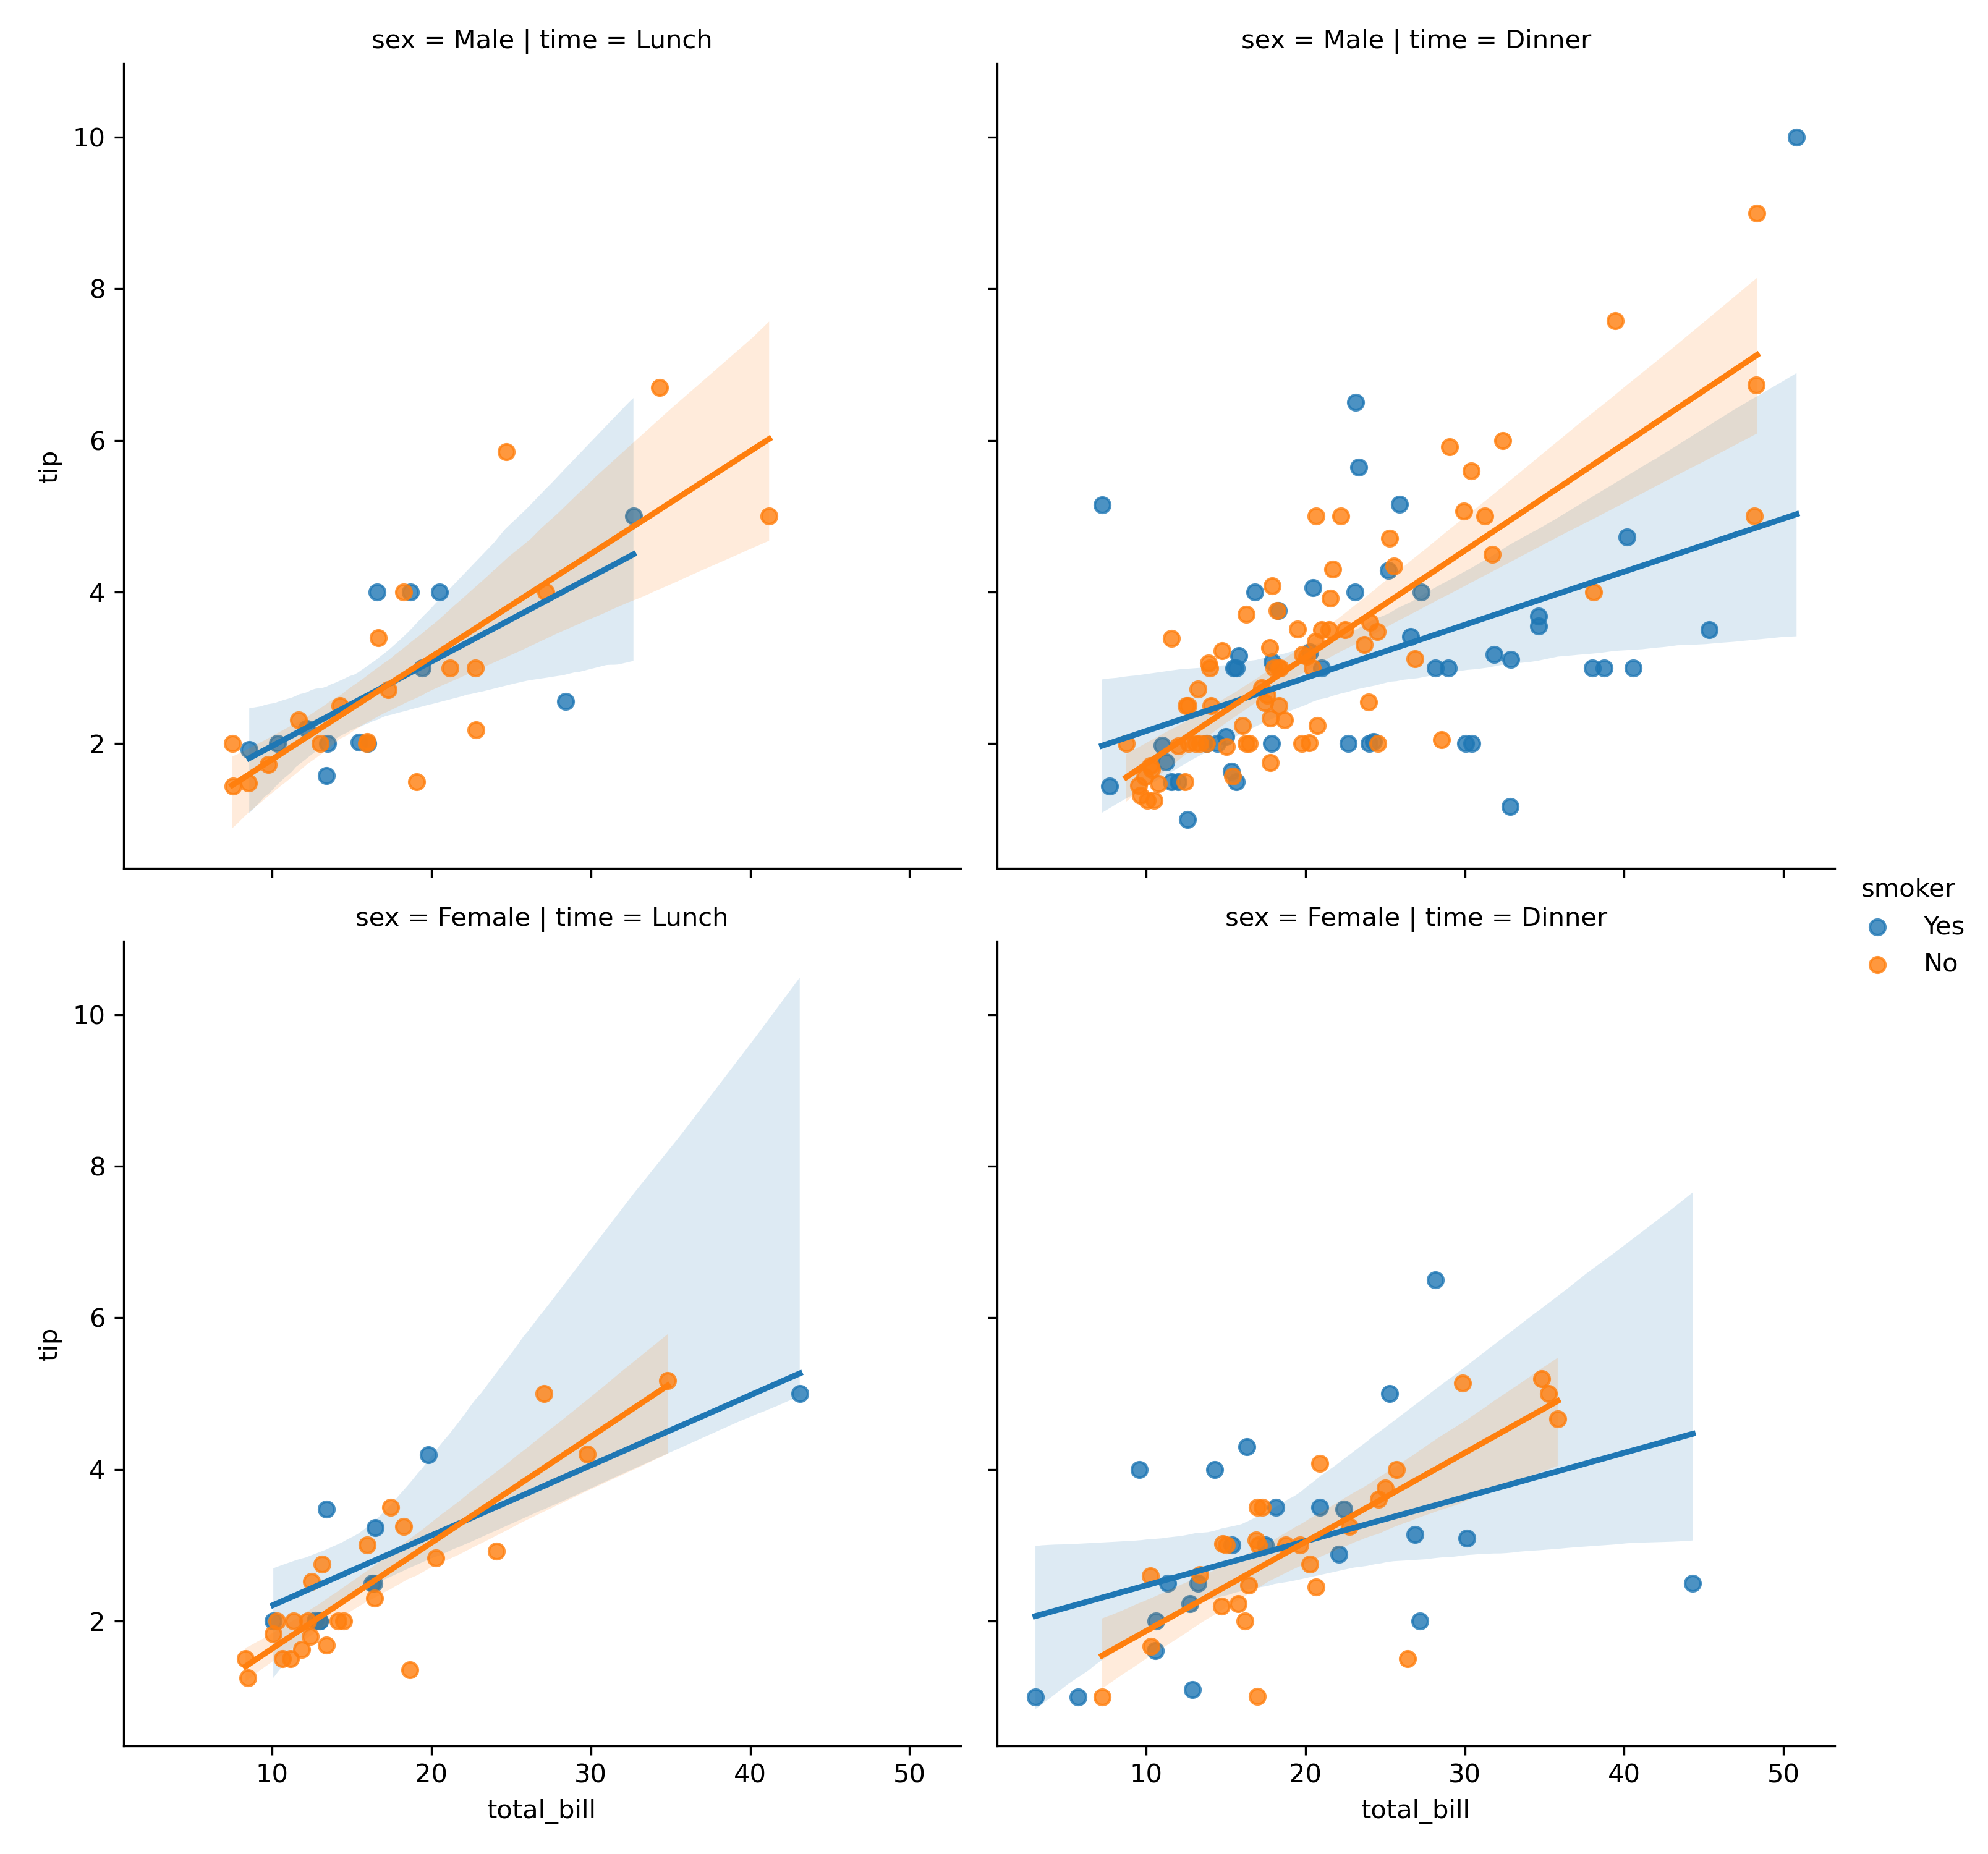 sex = Male | time = Lunch
sex = Male | time = Dinner
10
8
6
4
2
tip
sex = Female | time = Lunch
sex = Female | time = Dinner
smoker
Yes
No
10
8
6
4
2
tip
10 20 30 40 50
10 20 30 40 50
total_bill
total_bill